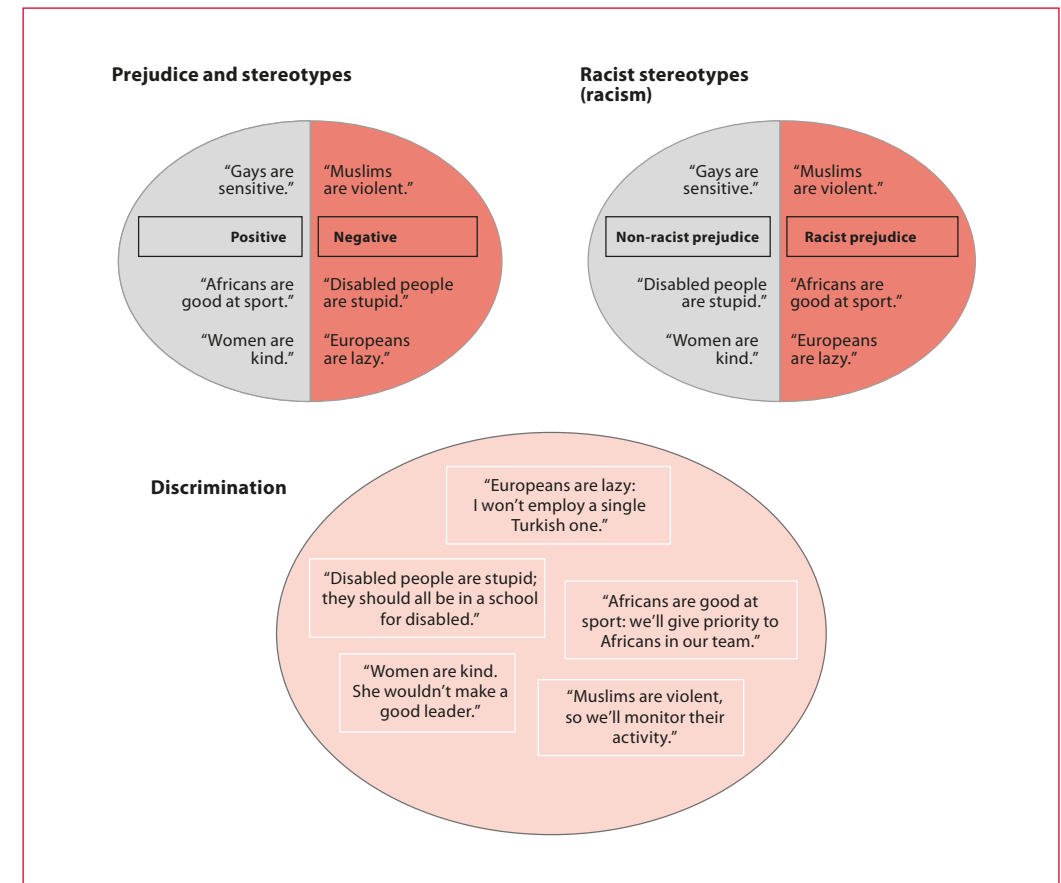 Prejudice and stereotypes
“Gays are
sensitive.”
“Muslims
are violent.”
Positive
Negative
“Africans are
good at sport.”
“Disabled people
are stupid.”
“Women are
kind.”
“Europeans
are lazy.”
Racist stereotypes
(racism)
“Gays are
sensitive.”
“Muslims
are violent.”
Non-racist prejudice
Racist prejudice
“Disabled people
are stupid.”
“Africans are
good at sport.”
“Women are
kind.”
“Europeans
are lazy.”
Discrimination
“Europeans are lazy:
I won’t employ a single
Turkish one.”
“Disabled people are stupid;
they should all be in a school
for disabled.”
“Africans are good at
sport: we’ll give priority to
Africans in our team.”
“Women are kind.
She wouldn’t make a
good leader.”
“Muslims are violent,
so we’ll monitor their
activity.”